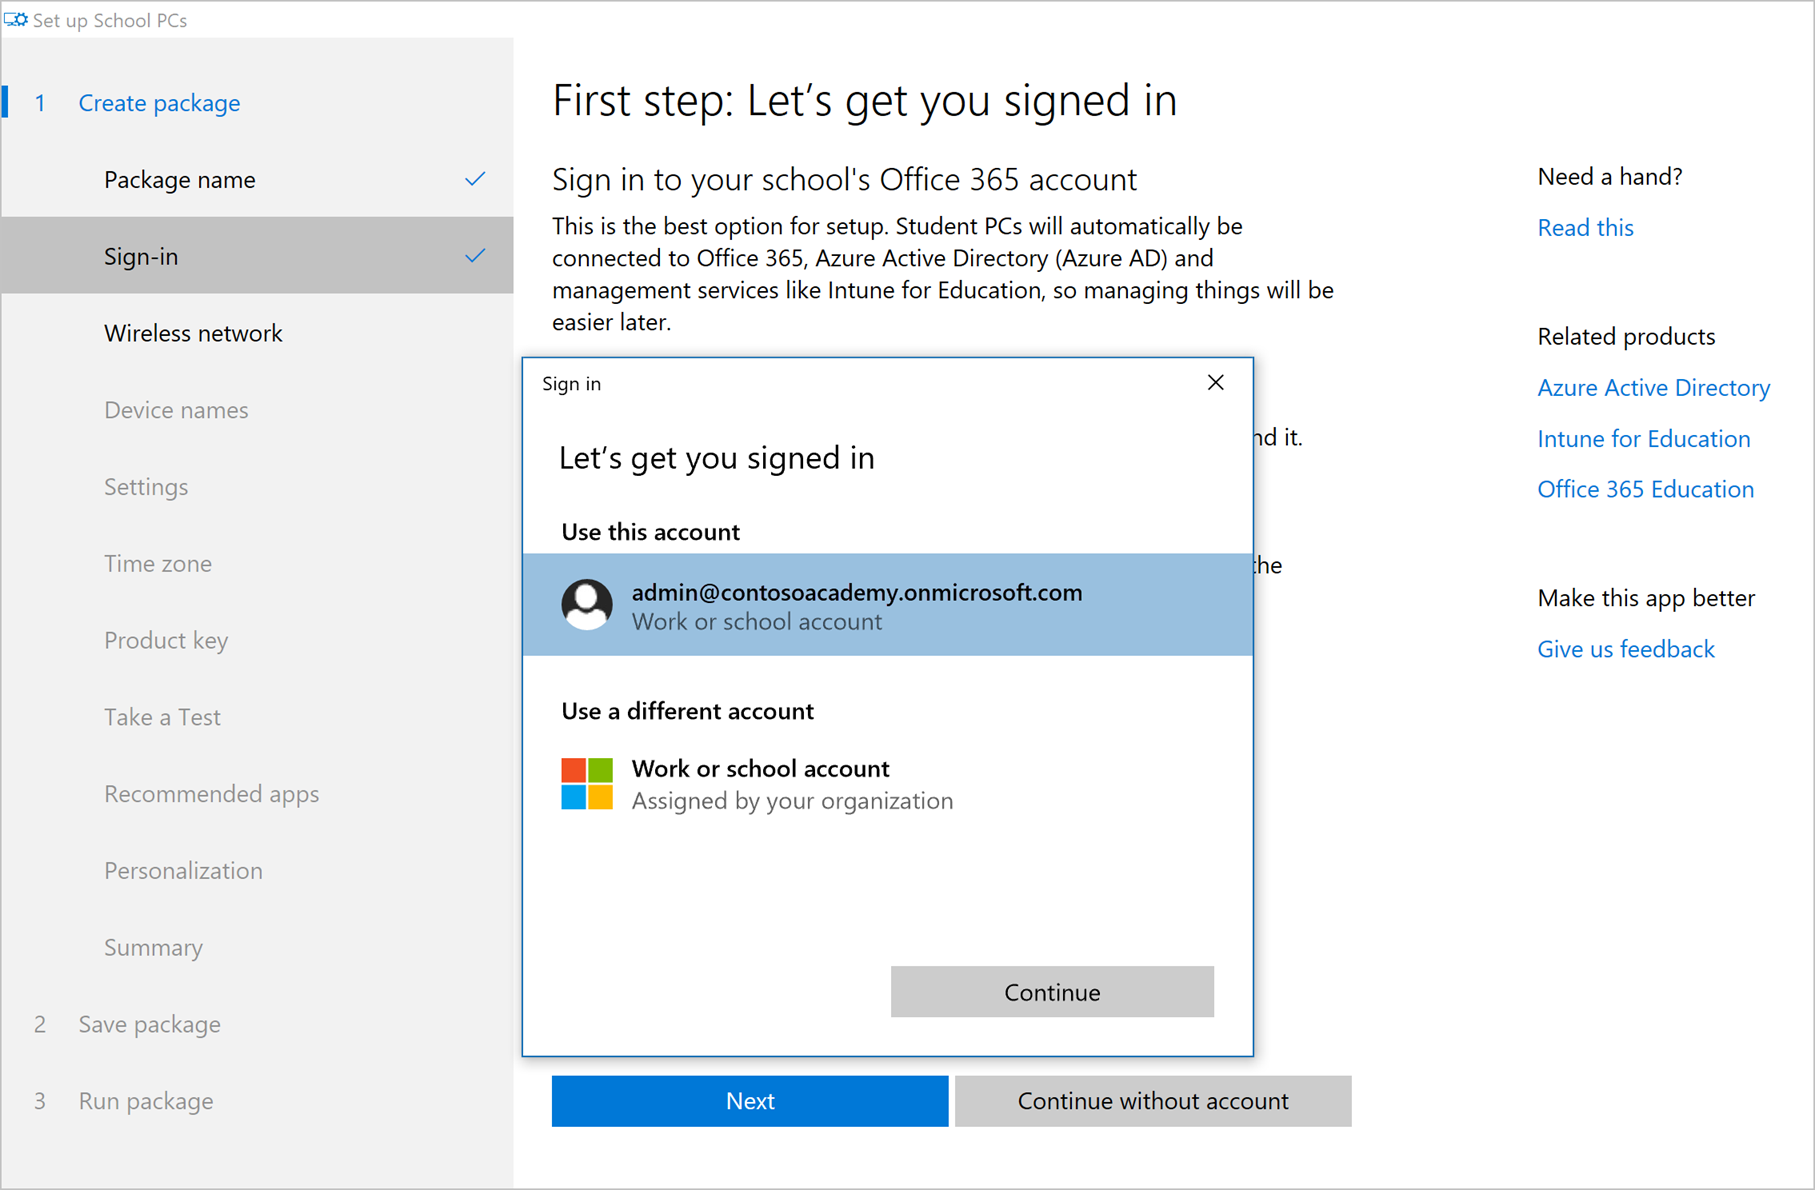 Set up School PCs
1 Create package
Package name
Sign-in
Wireless network
Device names
Settings
Time zone
Product key
Take a Test
Recommended apps
Personalization
Summary
2 Save package
3 Run package
First step: Let’s get you signed in
Sign in to your school's Office 365 account
This is the best option for setup. Student PCs will automatically be
connected to Office 365, Azure Active Directory (Azure AD) and
management services like Intune for Education, so managing things will be
easier later.
nd it.
the
Sign in
Let’s get you signed in
Use this account
admin@contosoacademy.onmicrosoft.com
Work or school account
Use a different account
Work or school account
Assigned by your organization
Continue
Next
Continue without account
Need a hand?
Read this
Related products
Azure Active Directory
Intune for Education
Office 365 Education
Make this app better
Give us feedback